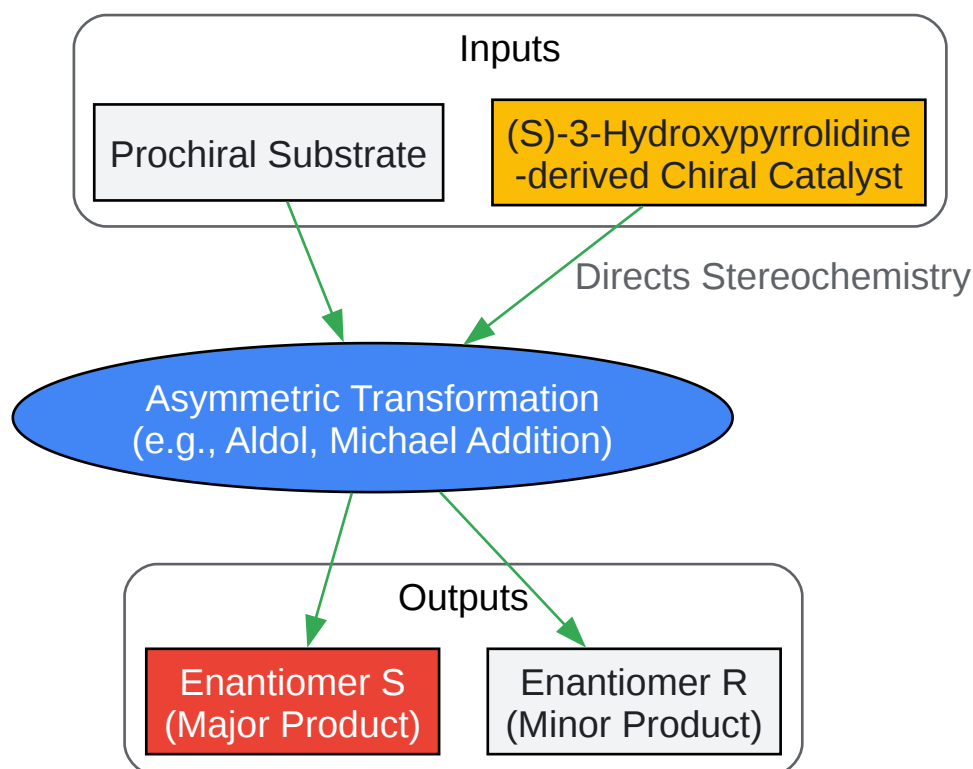 Inputs
Prochiral Substrate
(S)-3-Hydroxypyrrolidine
-derived Chiral Catalyst
Directs Stereochemistry
Asymmetric Transformation
(e.g., Aldol, Michael Addition)
Outputs
Enantiomer S
(Major Product)
Enantiomer R
(Minor Product)